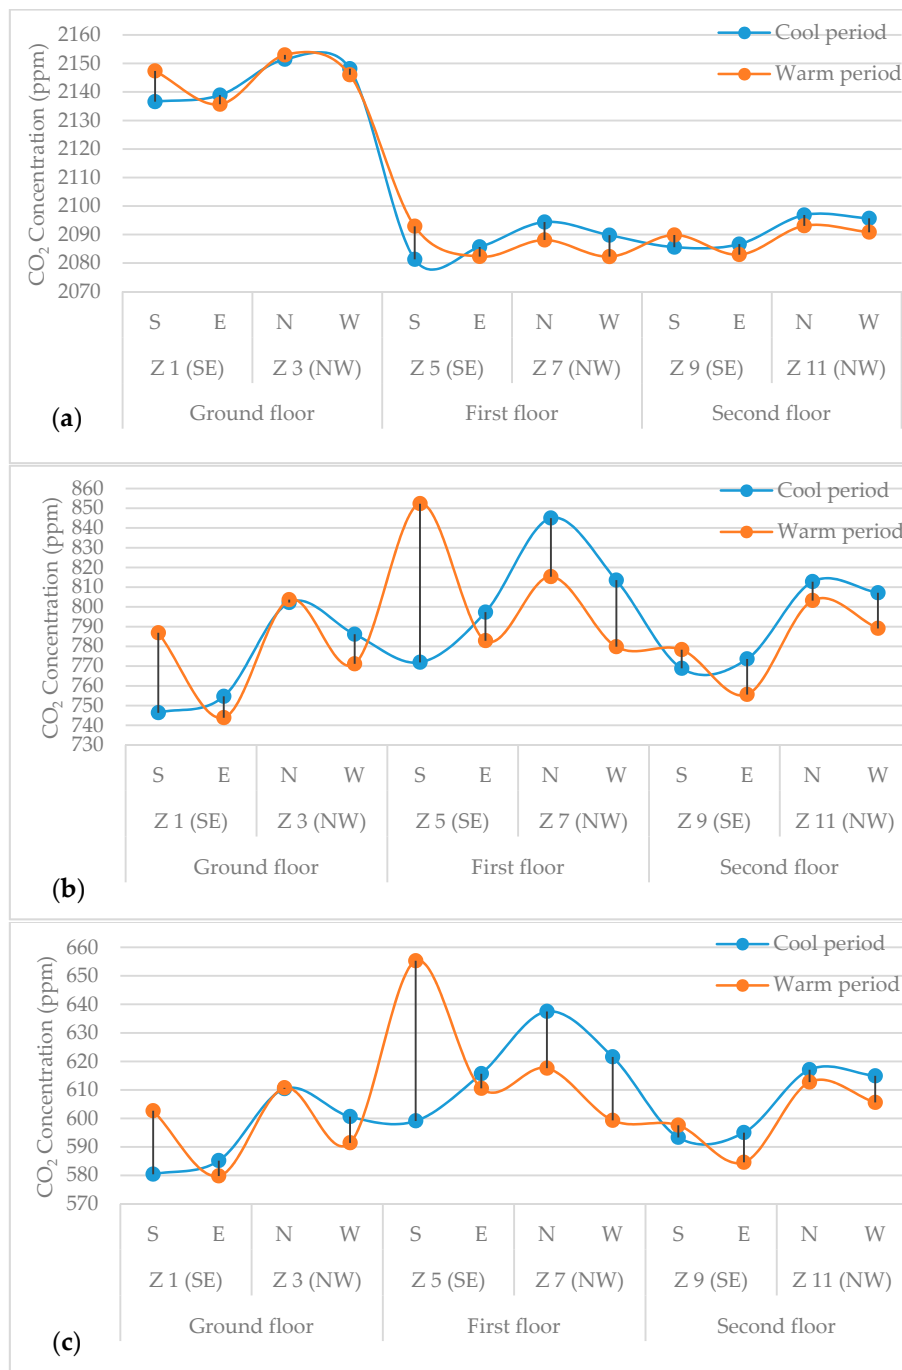 2160
Cool period
2150
2140
Warm period
2130
2120
2110
2100
2090
2080
2070
CO₂ Concentration (ppm)
S E N W S E N W S E N W
Z 1 (SE) Z 3 (NW) Z 5 (SE) Z 7 (NW) Z 9 (SE) Z 11 (NW)
(a) Ground floor First floor Second floor
860
Cool period
850
840
Warm period
830
820
810
800
790
780
770
760
750
740
730
CO₂ Concentration (ppm)
S E N W S E N W S E N W
Z 1 (SE) Z 3 (NW) Z 5 (SE) Z 7 (NW) Z 9 (SE) Z 11 (NW)
Ground floor First floor Second floor
(b)
660
Cool period
650
Warm period
640
630
620
610
600
590
580
570
CO₂ Concentration (ppm)
S E N W S E N W S E N W
Z 1 (SE) Z 3 (NW) Z 5 (SE) Z 7 (NW) Z 9 (SE) Z 11 (NW)
Ground floor First floor Second floor
(c)